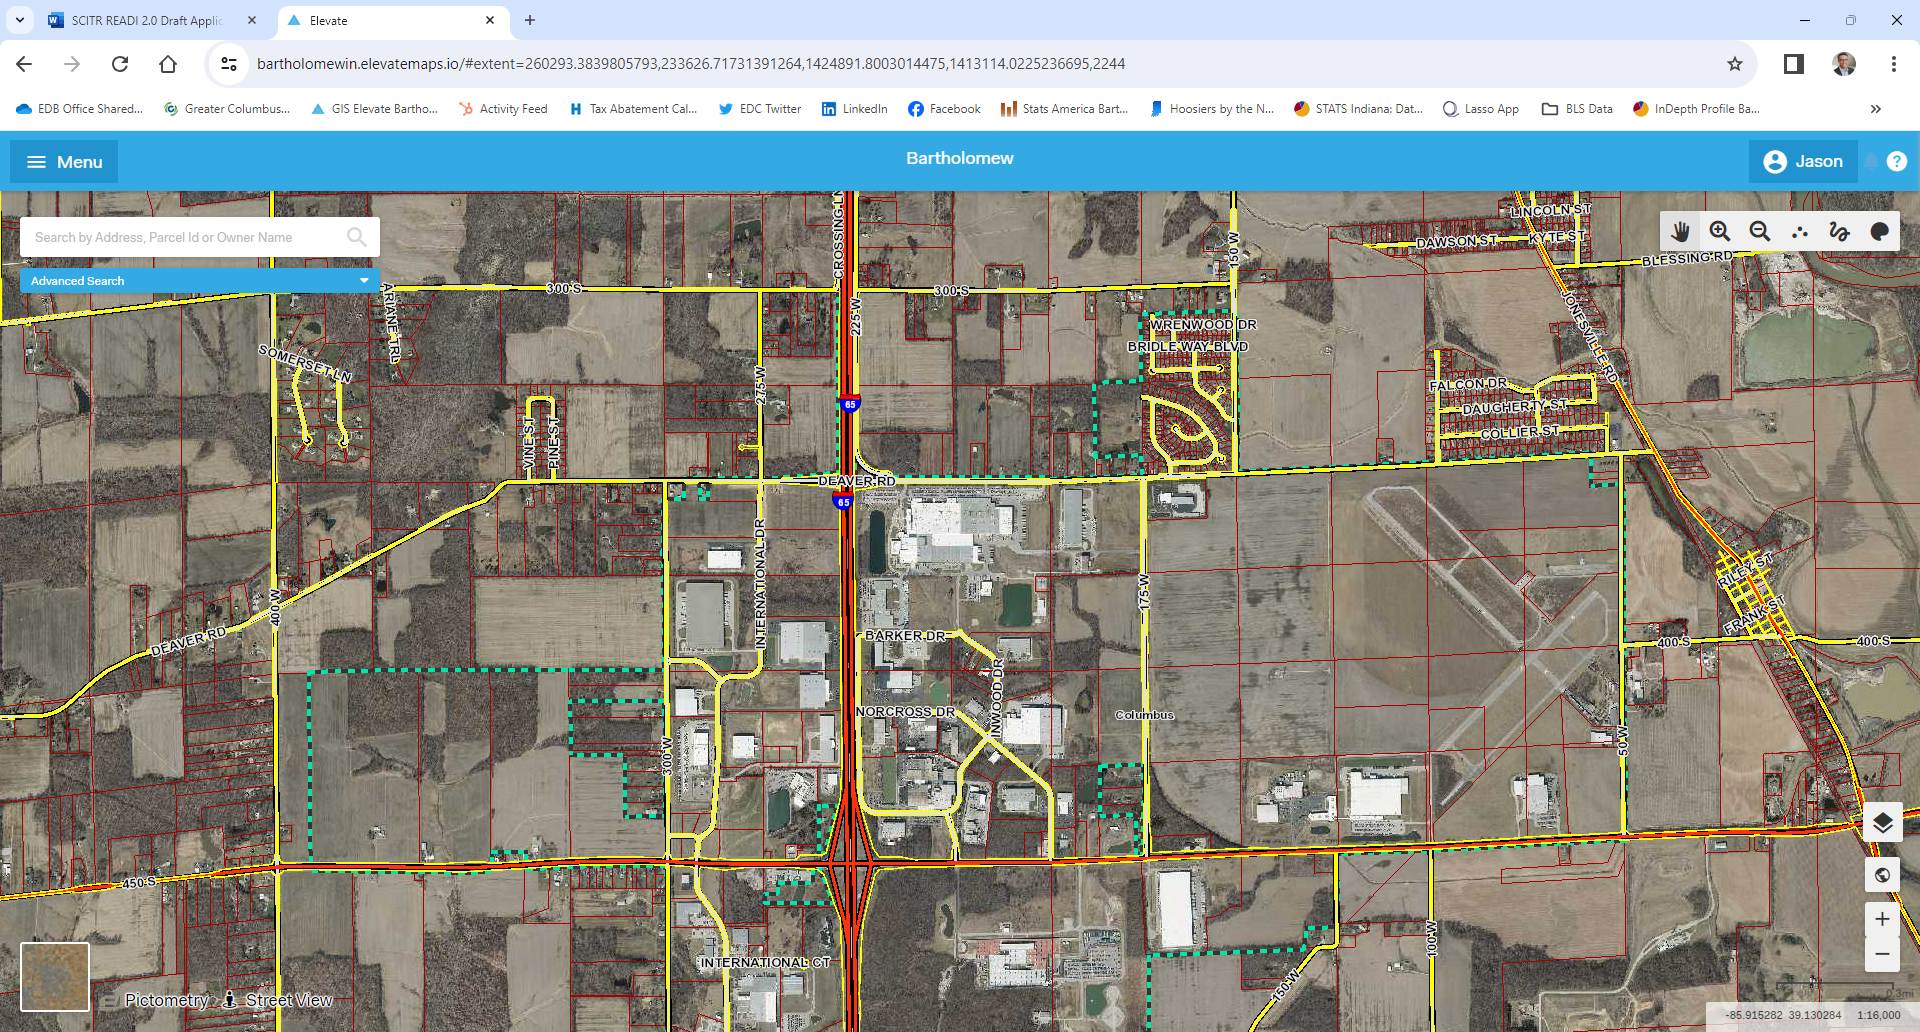 SCITR READI 2.0 Draft Applic
Elevate
bartholomewin.elevatemaps.io/#extent=260293.3839805793,233626.71731391264,1424891.8003014475,1413114.0225236695,2244
EDB Office Shared...
Greater Columbus...
GIS Elevate Bartho...
Activity Feed
Tax Abatement Cal...
EDC Twitter
LinkedIn
Facebook
Stats America Bart...
Hoosiers by the N...
STATS Indiana: Dat...
Lasso App
BLS Data
InDepth Profile Ba...
Menu
Bartholomew
Jason
Search by Address, Parcel Id or Owner Name
Advanced Search
CROSSING LN
LINCOLN ST
DAWSON ST
KYTE ST
BLESSING RD
150 W
300 S
300 S
ARIANE TRL
225 W
JONESVILLE RD
WRENWOOD DR
BRIDLE WAY BLVD
SOMERSET LN
275 W
FALCON DR
65
DAUGHERTY ST
COLLIER ST
VINE ST
PINE ST
DEAVER RD
65
INTERNATIONAL DR
RILEY ST
400 W
175 W
FRANK ST
DEAVER RD
BARKER DR
400 S
400 S
INWOOD DR
NORCROSS DR
Columbus
300 W
50 W
450 S
100 W
INTERNATIONAL CT
150 W
Pictometry
Street View
0.3mi
-85.915282 39.130284
1:16,000